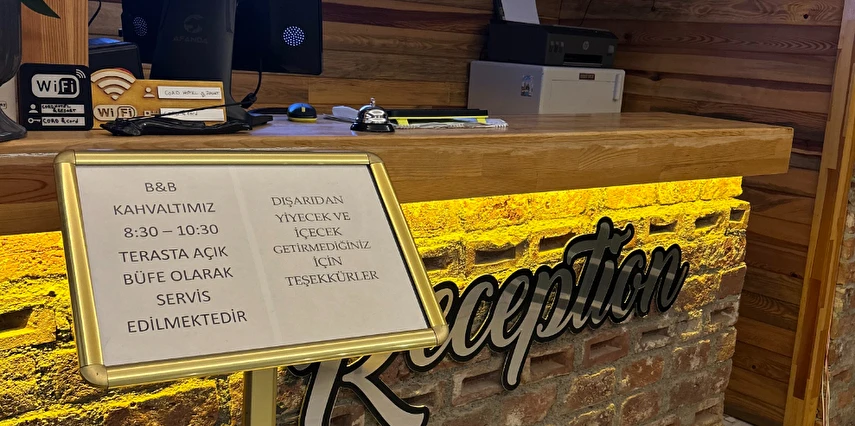 WiFi
WiFi
B&B
KAHVALTIMIZ
8:30 – 10:30
TERASTA AÇIK
BÜFE OLARAK
SERVİS
EDİLMEKTEDİR
DIŞARIDAN
YİYECEK VE
İÇECEK
GETİRMEDİĞİNİZ
İÇİN
TEŞEKKÜRLER
Reception